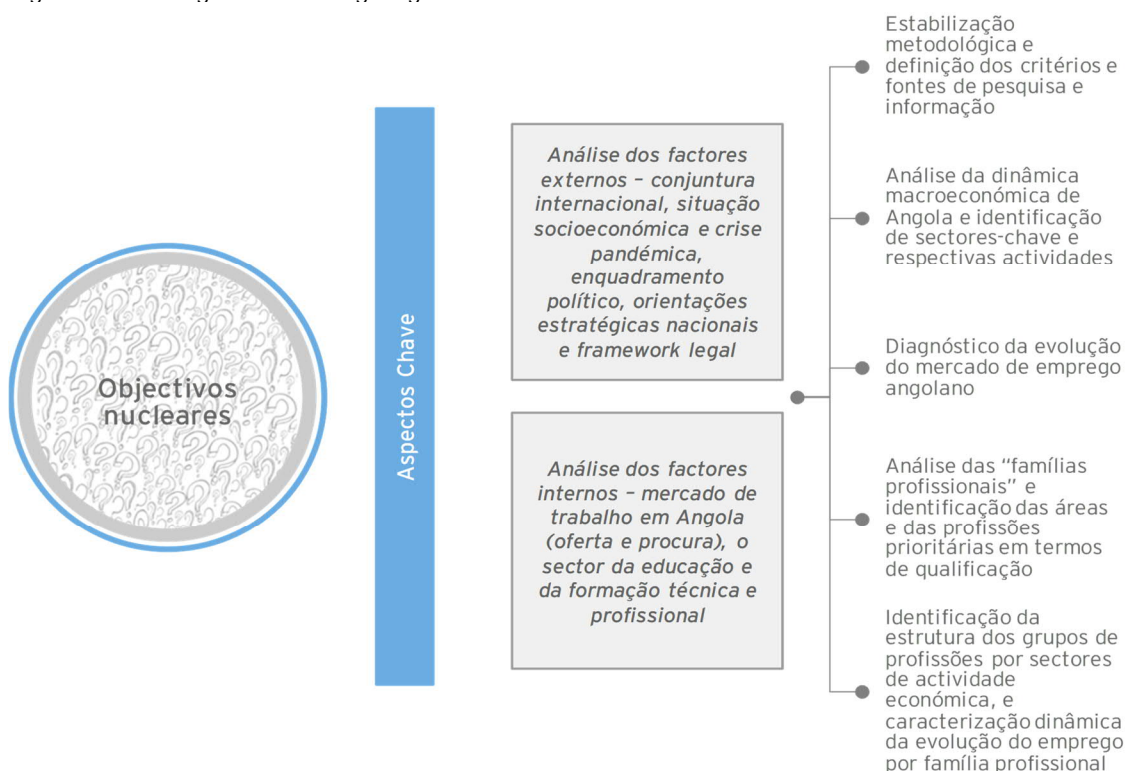 Objectivos
nucleares
Aspectos Chave
Análise dos factores
externos – conjuntura
internacional, situação
socioeconómica e crise
pandémica,
enquadramento
político, orientações
estratégicas nacionais
e framework legal
Análise dos factores
internos – mercado de
trabalho em Angola
(oferta e procura), o
sector da educação e
da formação técnica e
profissional
Estabilização
metodológica e
definição dos critérios e
fontes de pesquisa e
informação
Análise da dinâmica
macroeconómica de
Angola e identificação
de sectores-chave e
respectivas actividades
Diagnóstico da evolução
do mercado de emprego
angolano
Análise das “famílias
profissionais” e
identificação das áreas
e das profissões
prioritárias em termos
de qualificação
Identificação da
estrutura dos grupos de
profissões por sectores
de actividade
económica, e
caracterização dinâmica
da evolução do emprego
por família profissional